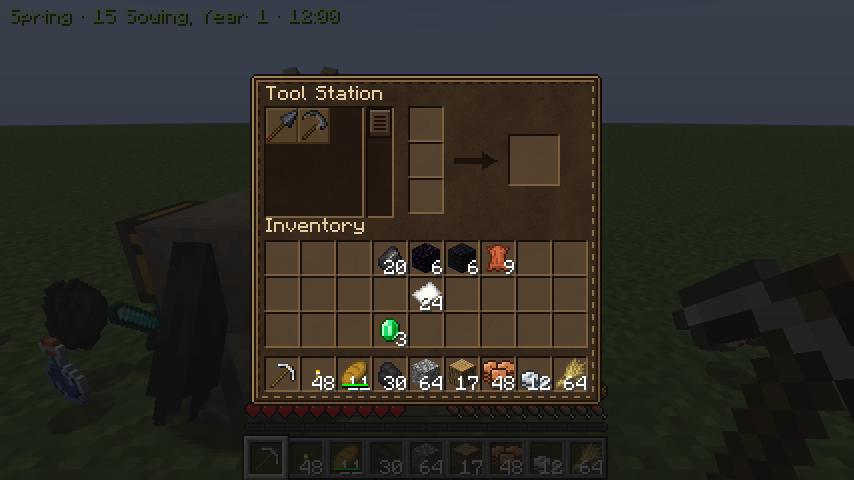 Spring · 15 Sowing, Year 1 · 12:00
Tool Station
Inventory
20 6 6 9
24
3
48 11 30 64 17 48 12 64
48 11 30 64 17 48 12 64